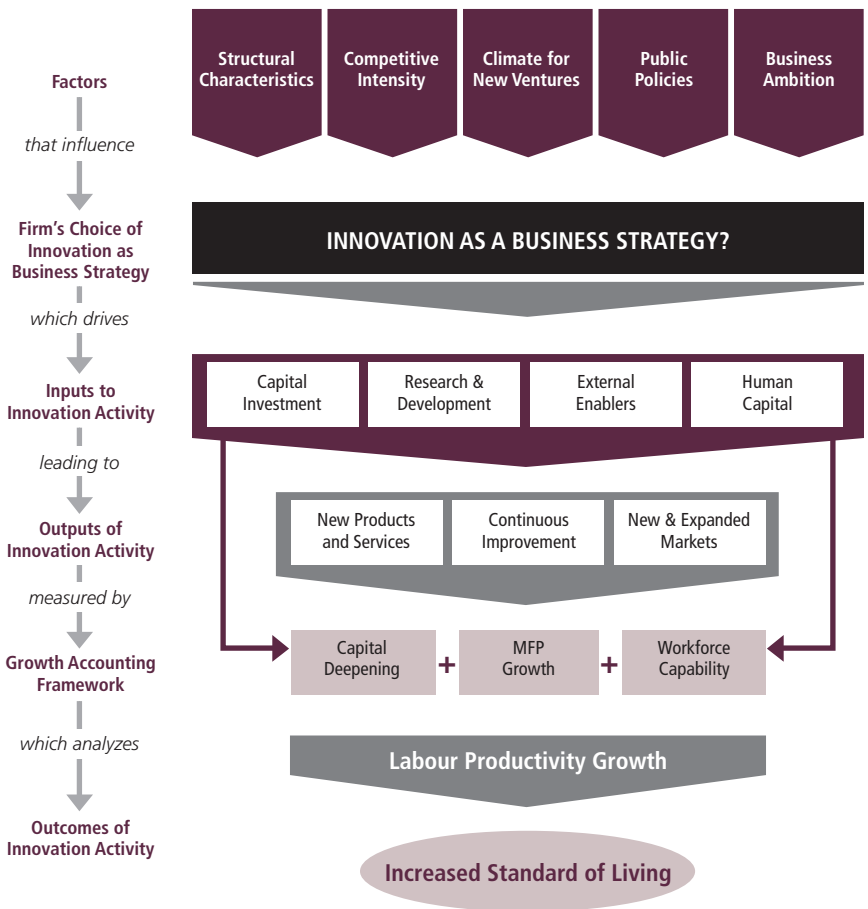 Factors
that influence
Firm's Choice of
Innovation as
Business Strategy
which drives
Inputs to
Innovation Activity
leading to
Outputs of
Innovation Activity
measured by
Growth Accounting
Framework
which analyzes
Outcomes of
Innovation Activity
Structural
Characteristics
Competitive
Intensity
Climate for
New Ventures
Public
Policies
Business
Ambition
INNOVATION AS A BUSINESS STRATEGY?
Capital
Investment
Research &
Development
External
Enablers
Human
Capital
New Products
and Services
Continuous
Improvement
New & Expanded
Markets
Capital
Deepening
+
MFP
Growth
+
Workforce
Capability
Labour Productivity Growth
Increased Standard of Living